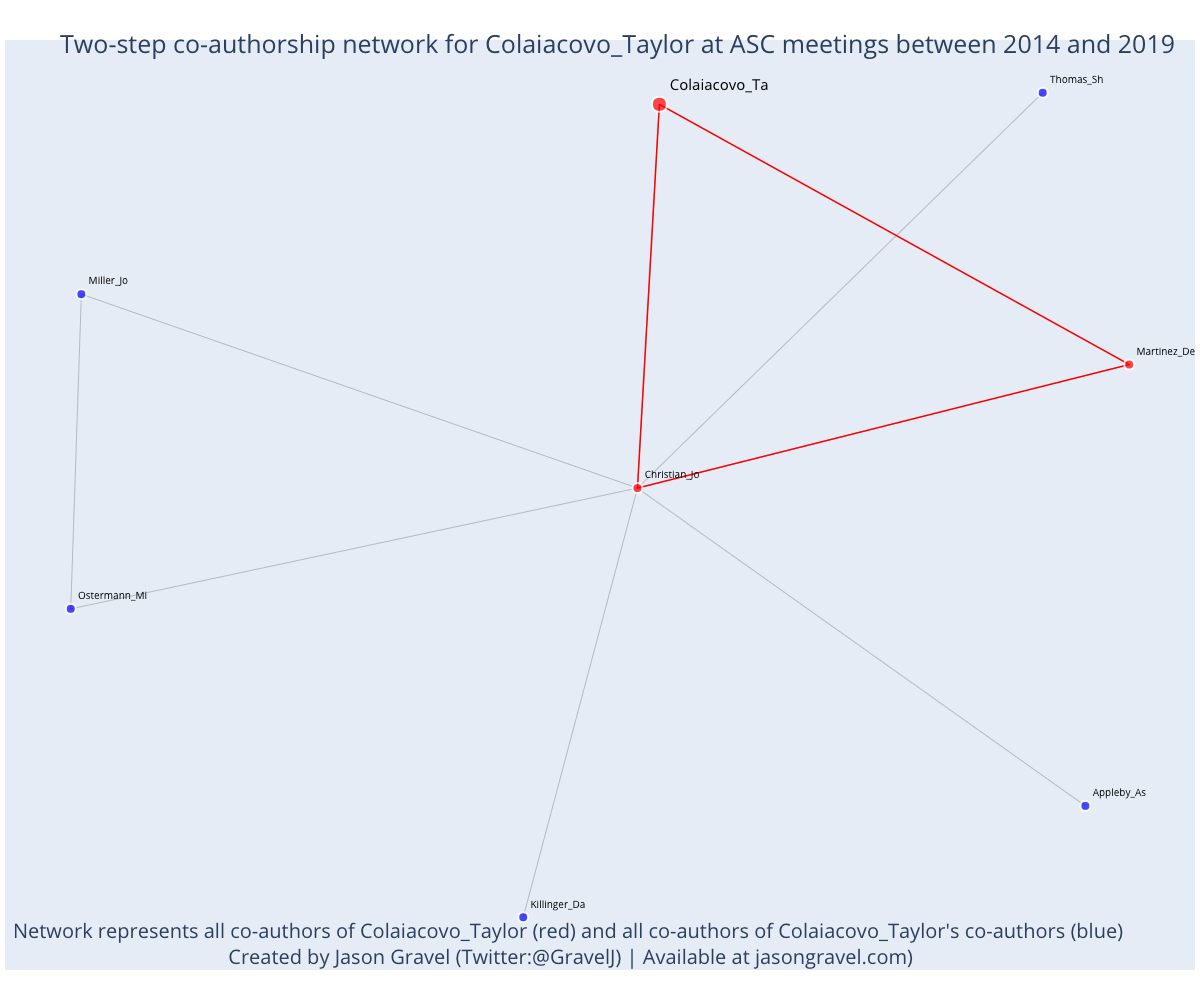 Two-step co-authorship network for Colaiacovo_Taylor at ASC meetings between 2014 and 2019
Thomas_Sh
Colaiacovo_Ta
Miller_Jo
Martinez_De
Christian_Jo
Ostermann_Mi
Appleby_As
Killinger_Da
Network represents all co-authors of Colaiacovo_Taylor (red) and all co-authors of Colaiacovo_Taylor's co-authors (blue)
Created by Jason Gravel (Twitter:@GravelJ) | Available at jasongravel.com)